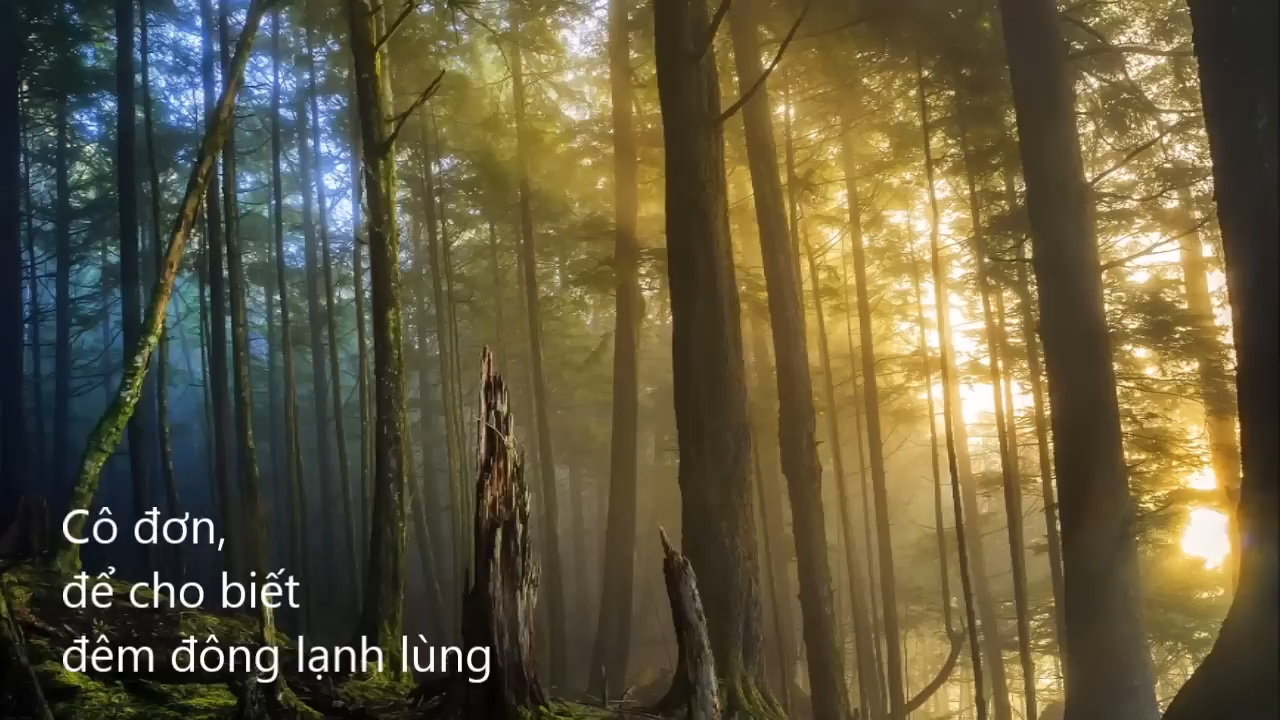 Cô đơn,
để cho biết
đêm đông lạnh lùng